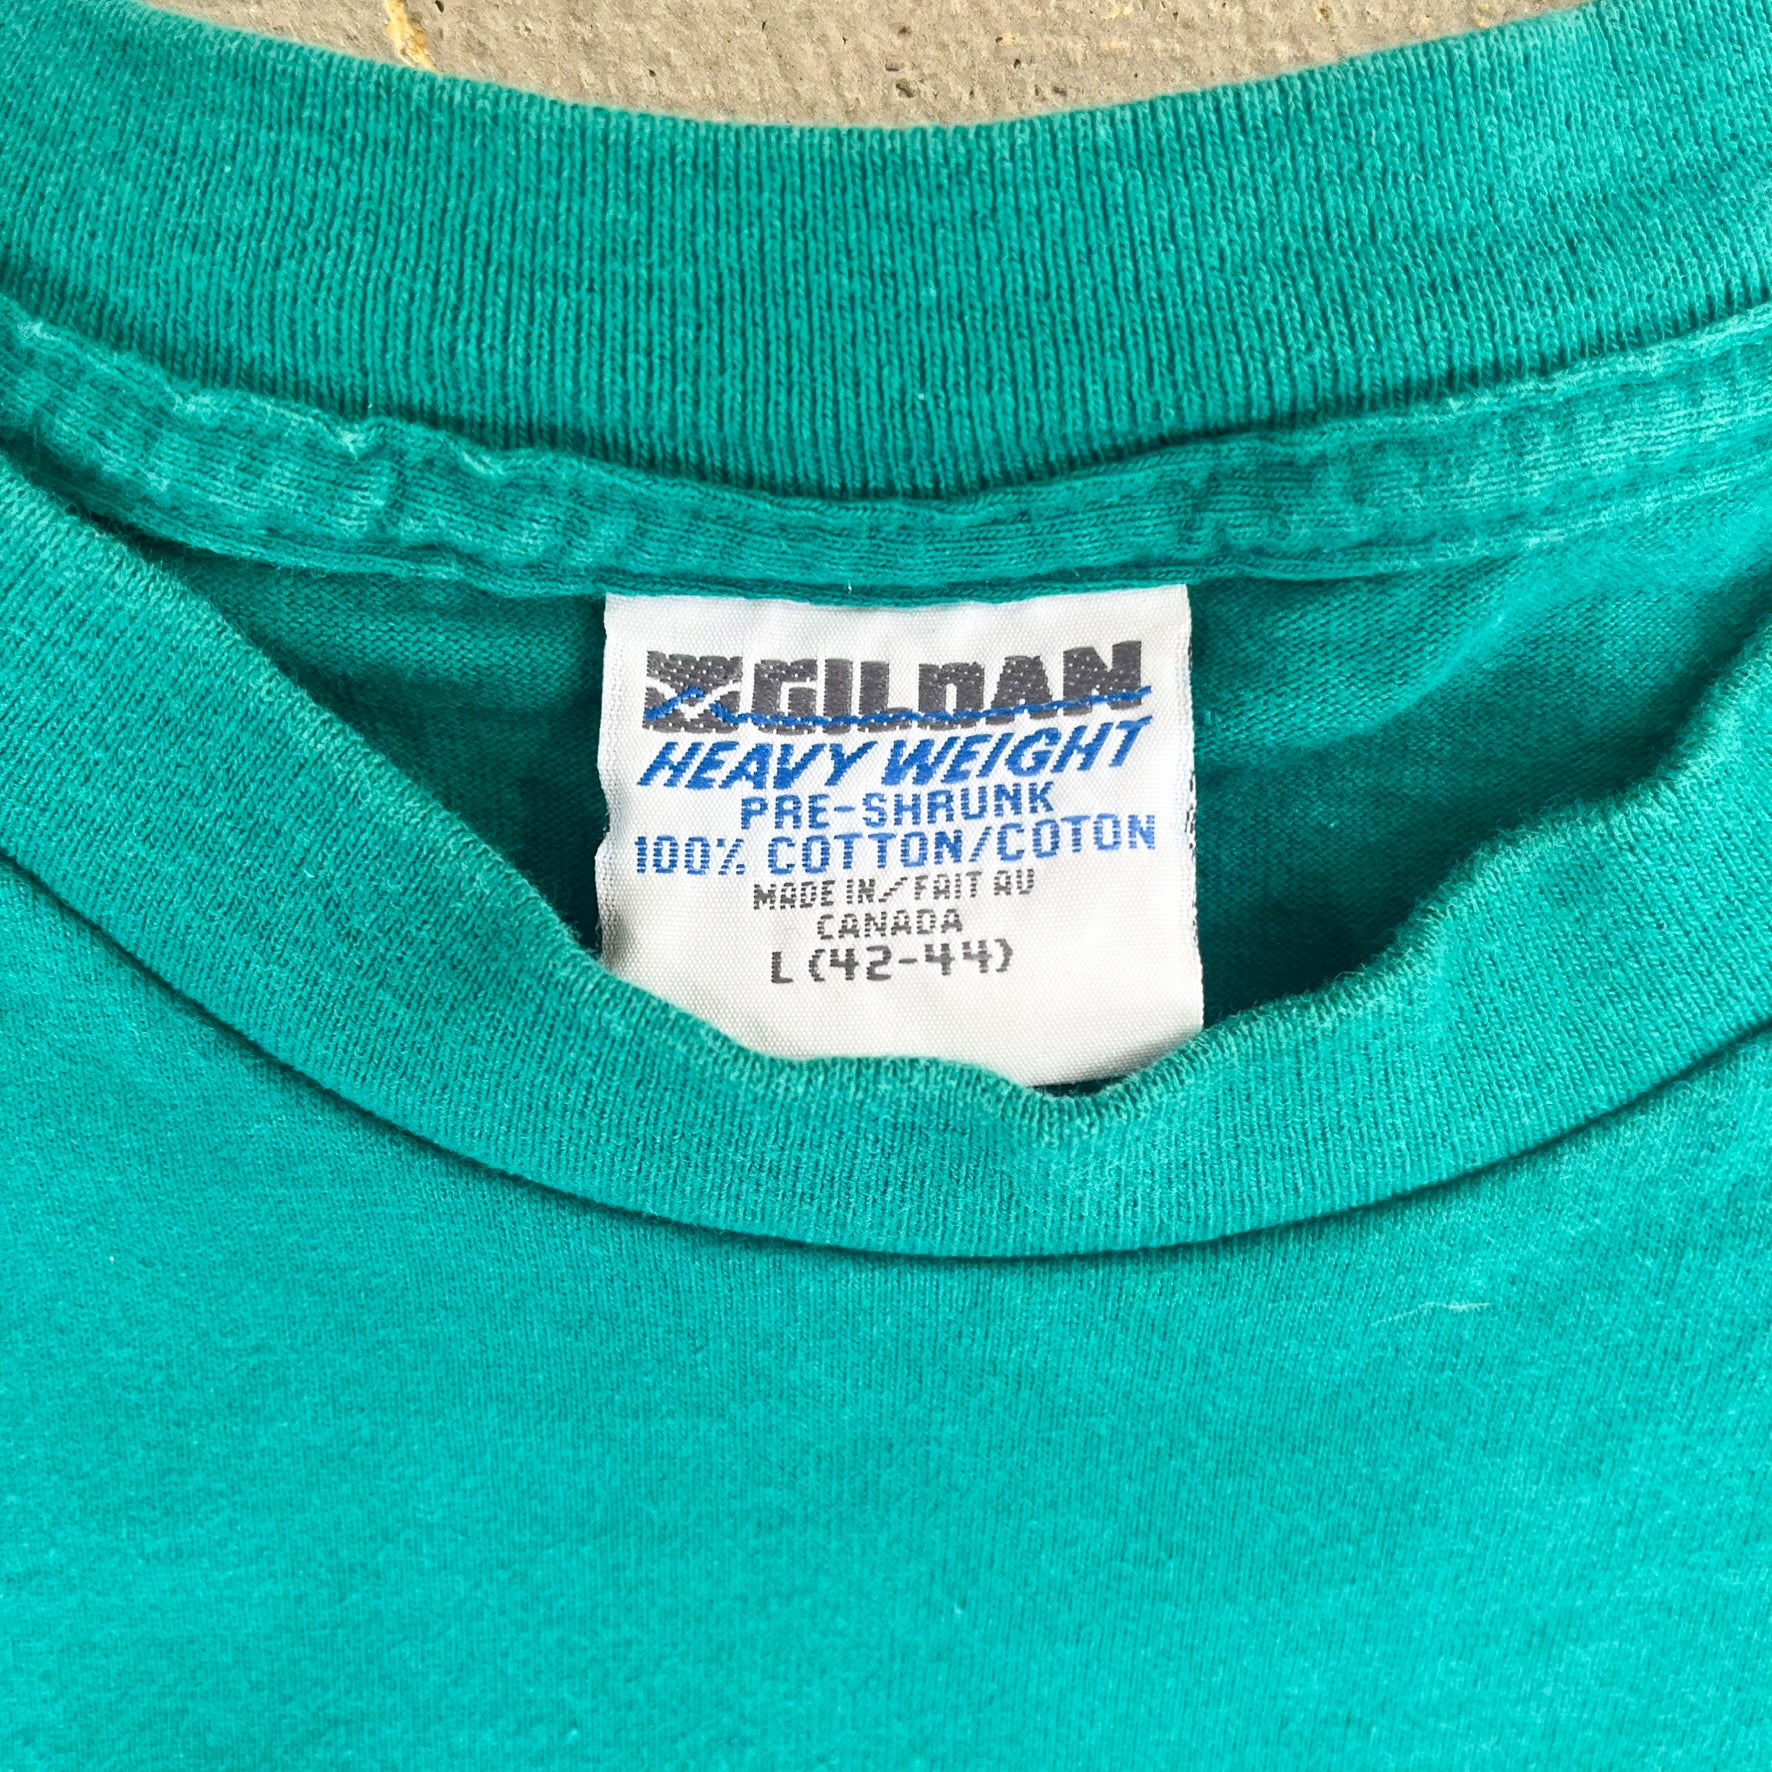 GILDAN
HEAVY WEIGHT
PRE-SHRUNK
100% COTTON/COTON
MADE IN/FAIT AU
CANADA
L (42-44)